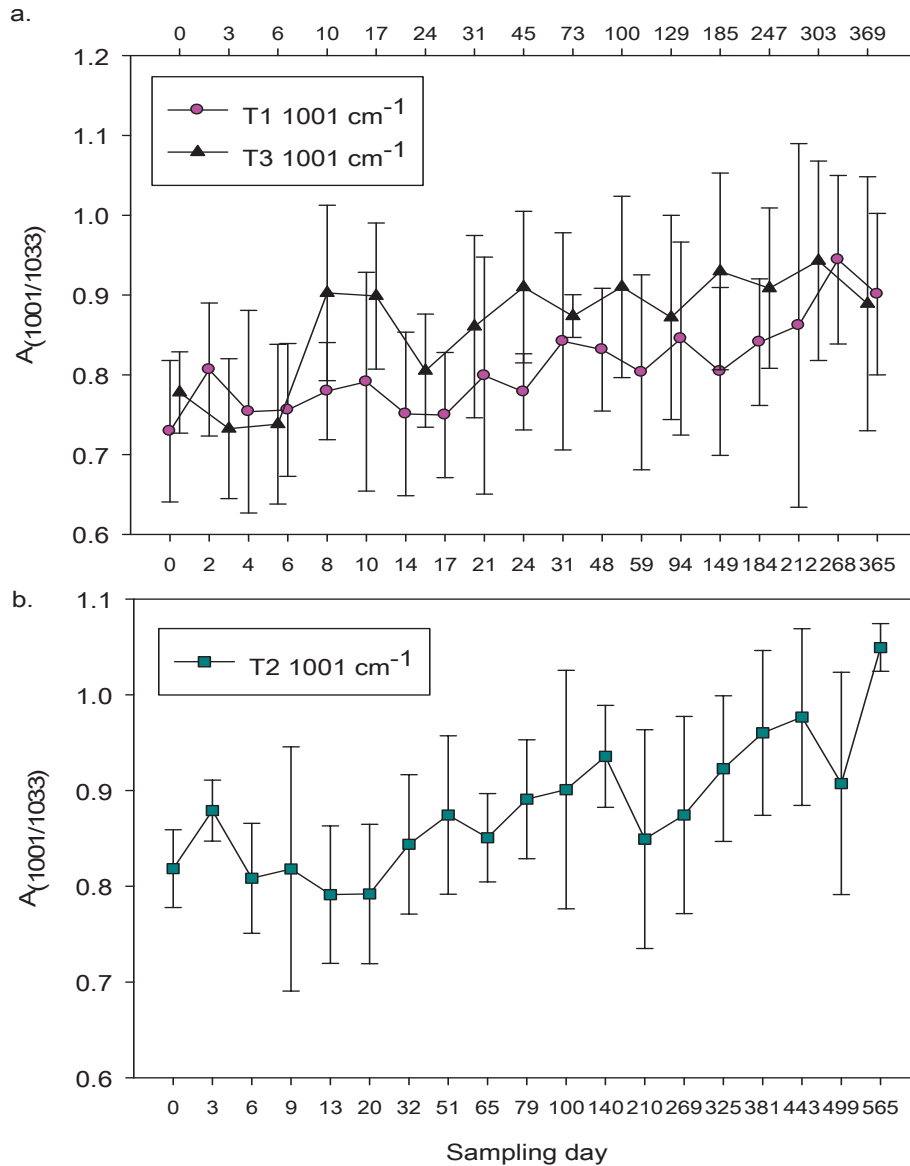 a.
0 3 6 10 17 24 31 45 73 100 129 185 247 303 369
1.2
T1 1001 cm⁻¹
T3 1001 cm⁻¹
1.1
1.0
0.9
0.8
0.7
0.6
A(1001/1033)
0 2 4 6 8 10 14 17 21 24 31 48 59 94 149 184 212 268 365
b.
1.1
T2 1001 cm⁻¹
1.0
0.9
0.8
0.7
0.6
A(1001/1033)
0 3 6 9 13 20 32 51 65 79 100 140 210 269 325 381 443 499 565
Sampling day